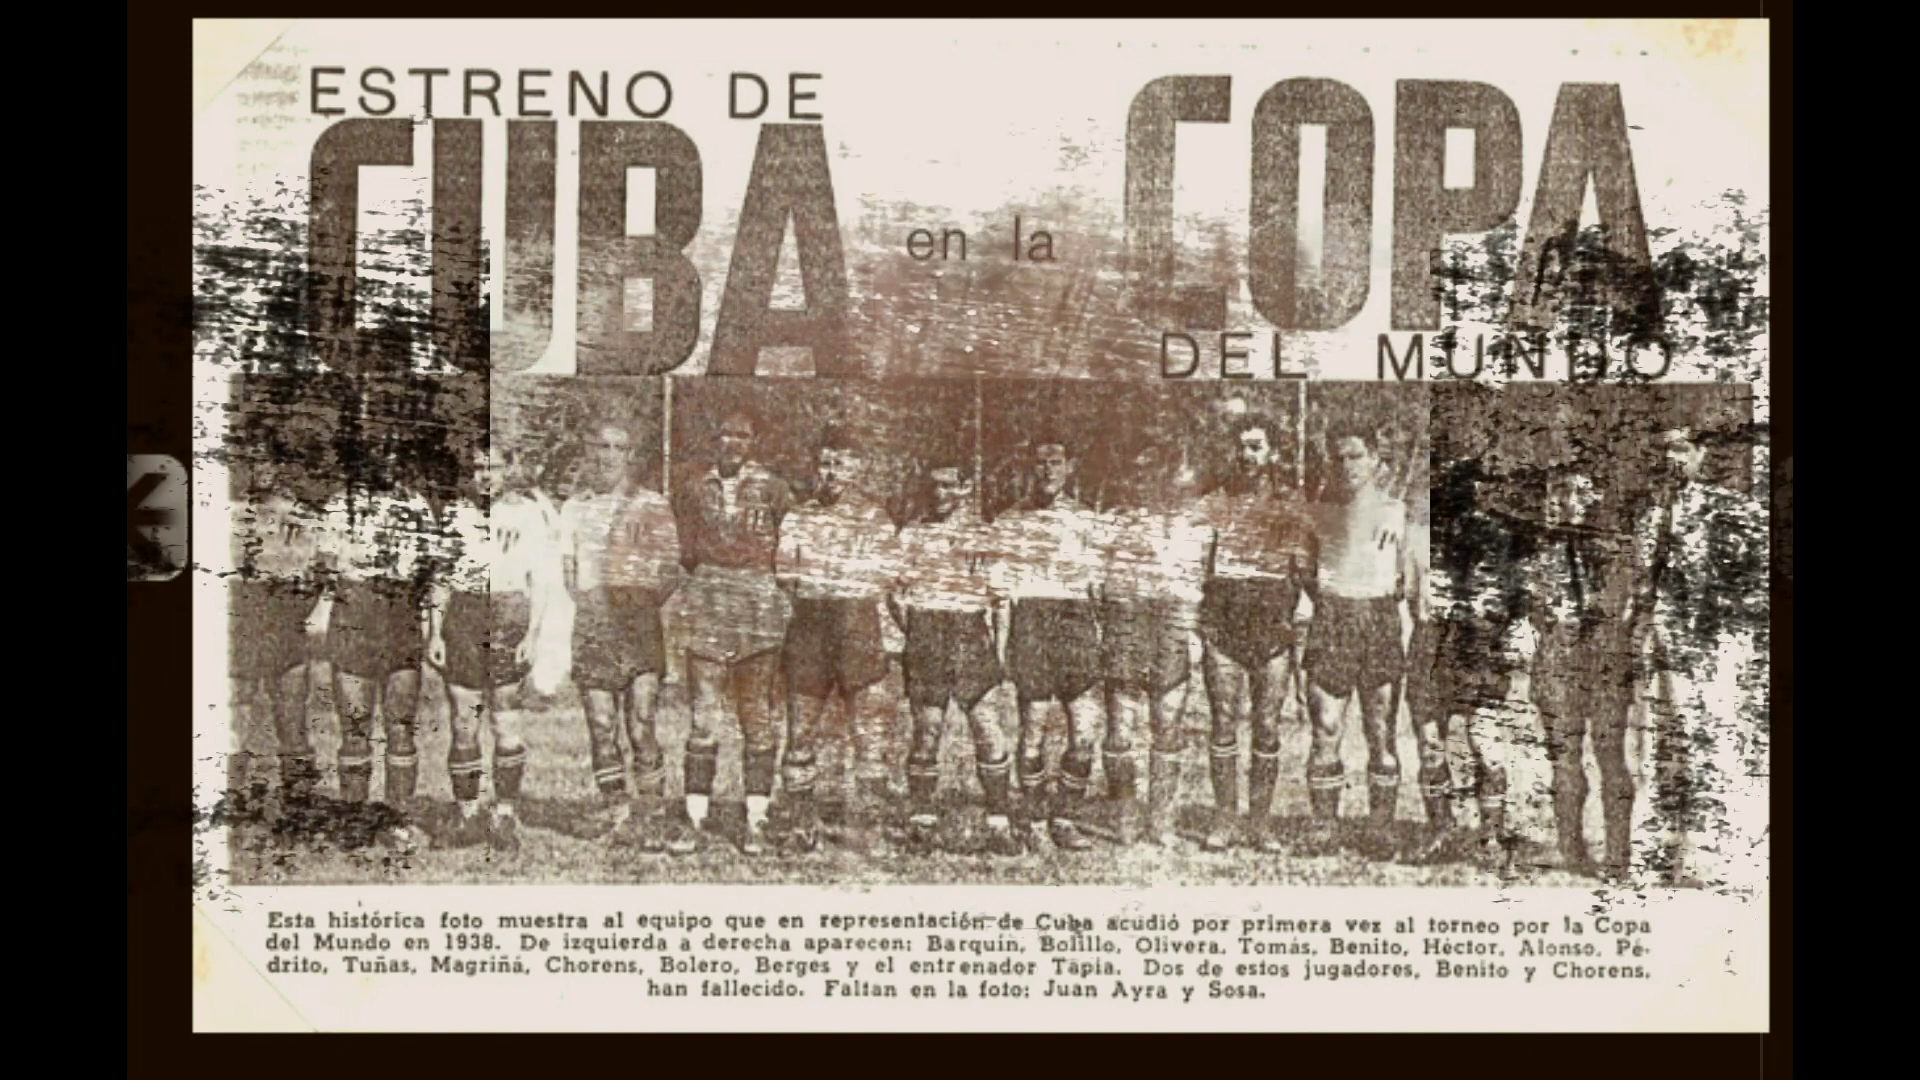 ESTRENO DE
CUBA
en la
COPA
DEL MUNDO
Esta histórica foto muestra al equipo que en representación de Cuba acudió por primera vez al torneo por la Copa
del Mundo en 1938. De izquierda a derecha aparecen: Barquín, Bolillo, Olivera, Tomás, Benito, Héctor, Alonso, Pe-
drito, Tuñas, Magriñá, Chorens, Bolero, Berges y el entrenador Tapia. Dos de estos jugadores, Benito y Chorens,
han fallecido. Faltan en la foto: Juan Ayra y Sosa.